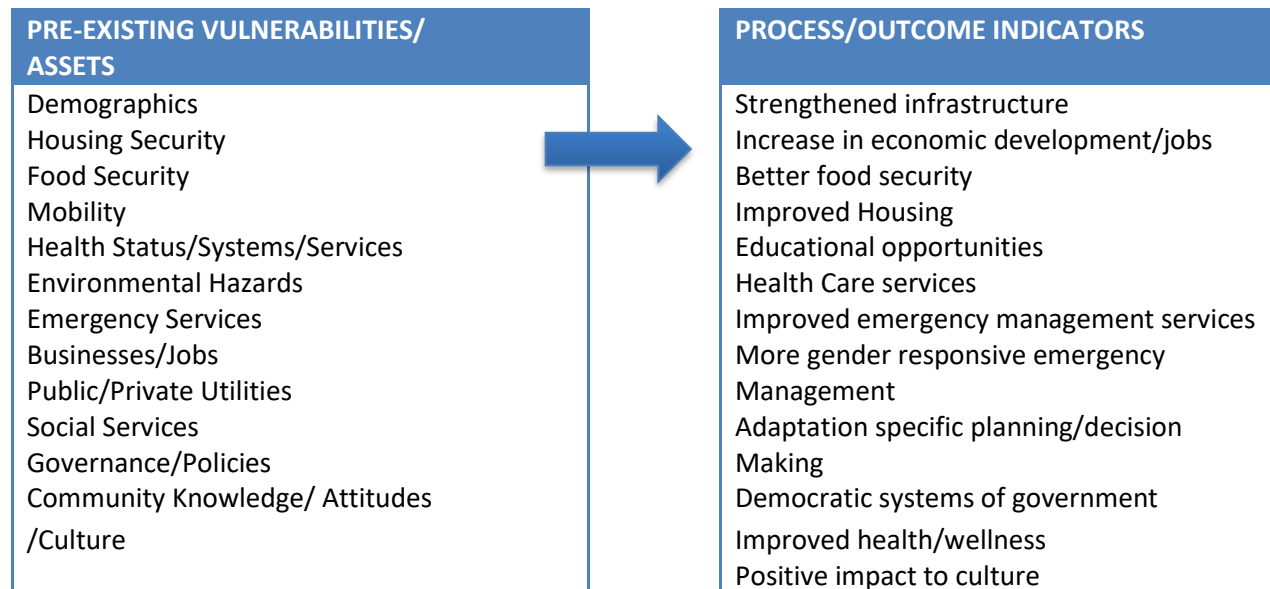 PRE-EXISTING VULNERABILITIES/
ASSETS
Demographics
Housing Security
Food Security
Mobility
Health Status/Systems/Services
Environmental Hazards
Emergency Services
Businesses/Jobs
Public/Private Utilities
Social Services
Governance/Policies
Community Knowledge/ Attitudes
/Culture
PROCESS/OUTCOME INDICATORS
Strengthened infrastructure
Increase in economic development/jobs
Better food security
Improved Housing
Educational opportunities
Health Care services
Improved emergency management services
More gender responsive emergency
Management
Adaptation specific planning/decision
Making
Democratic systems of government
Improved health/wellness
Positive impact to culture